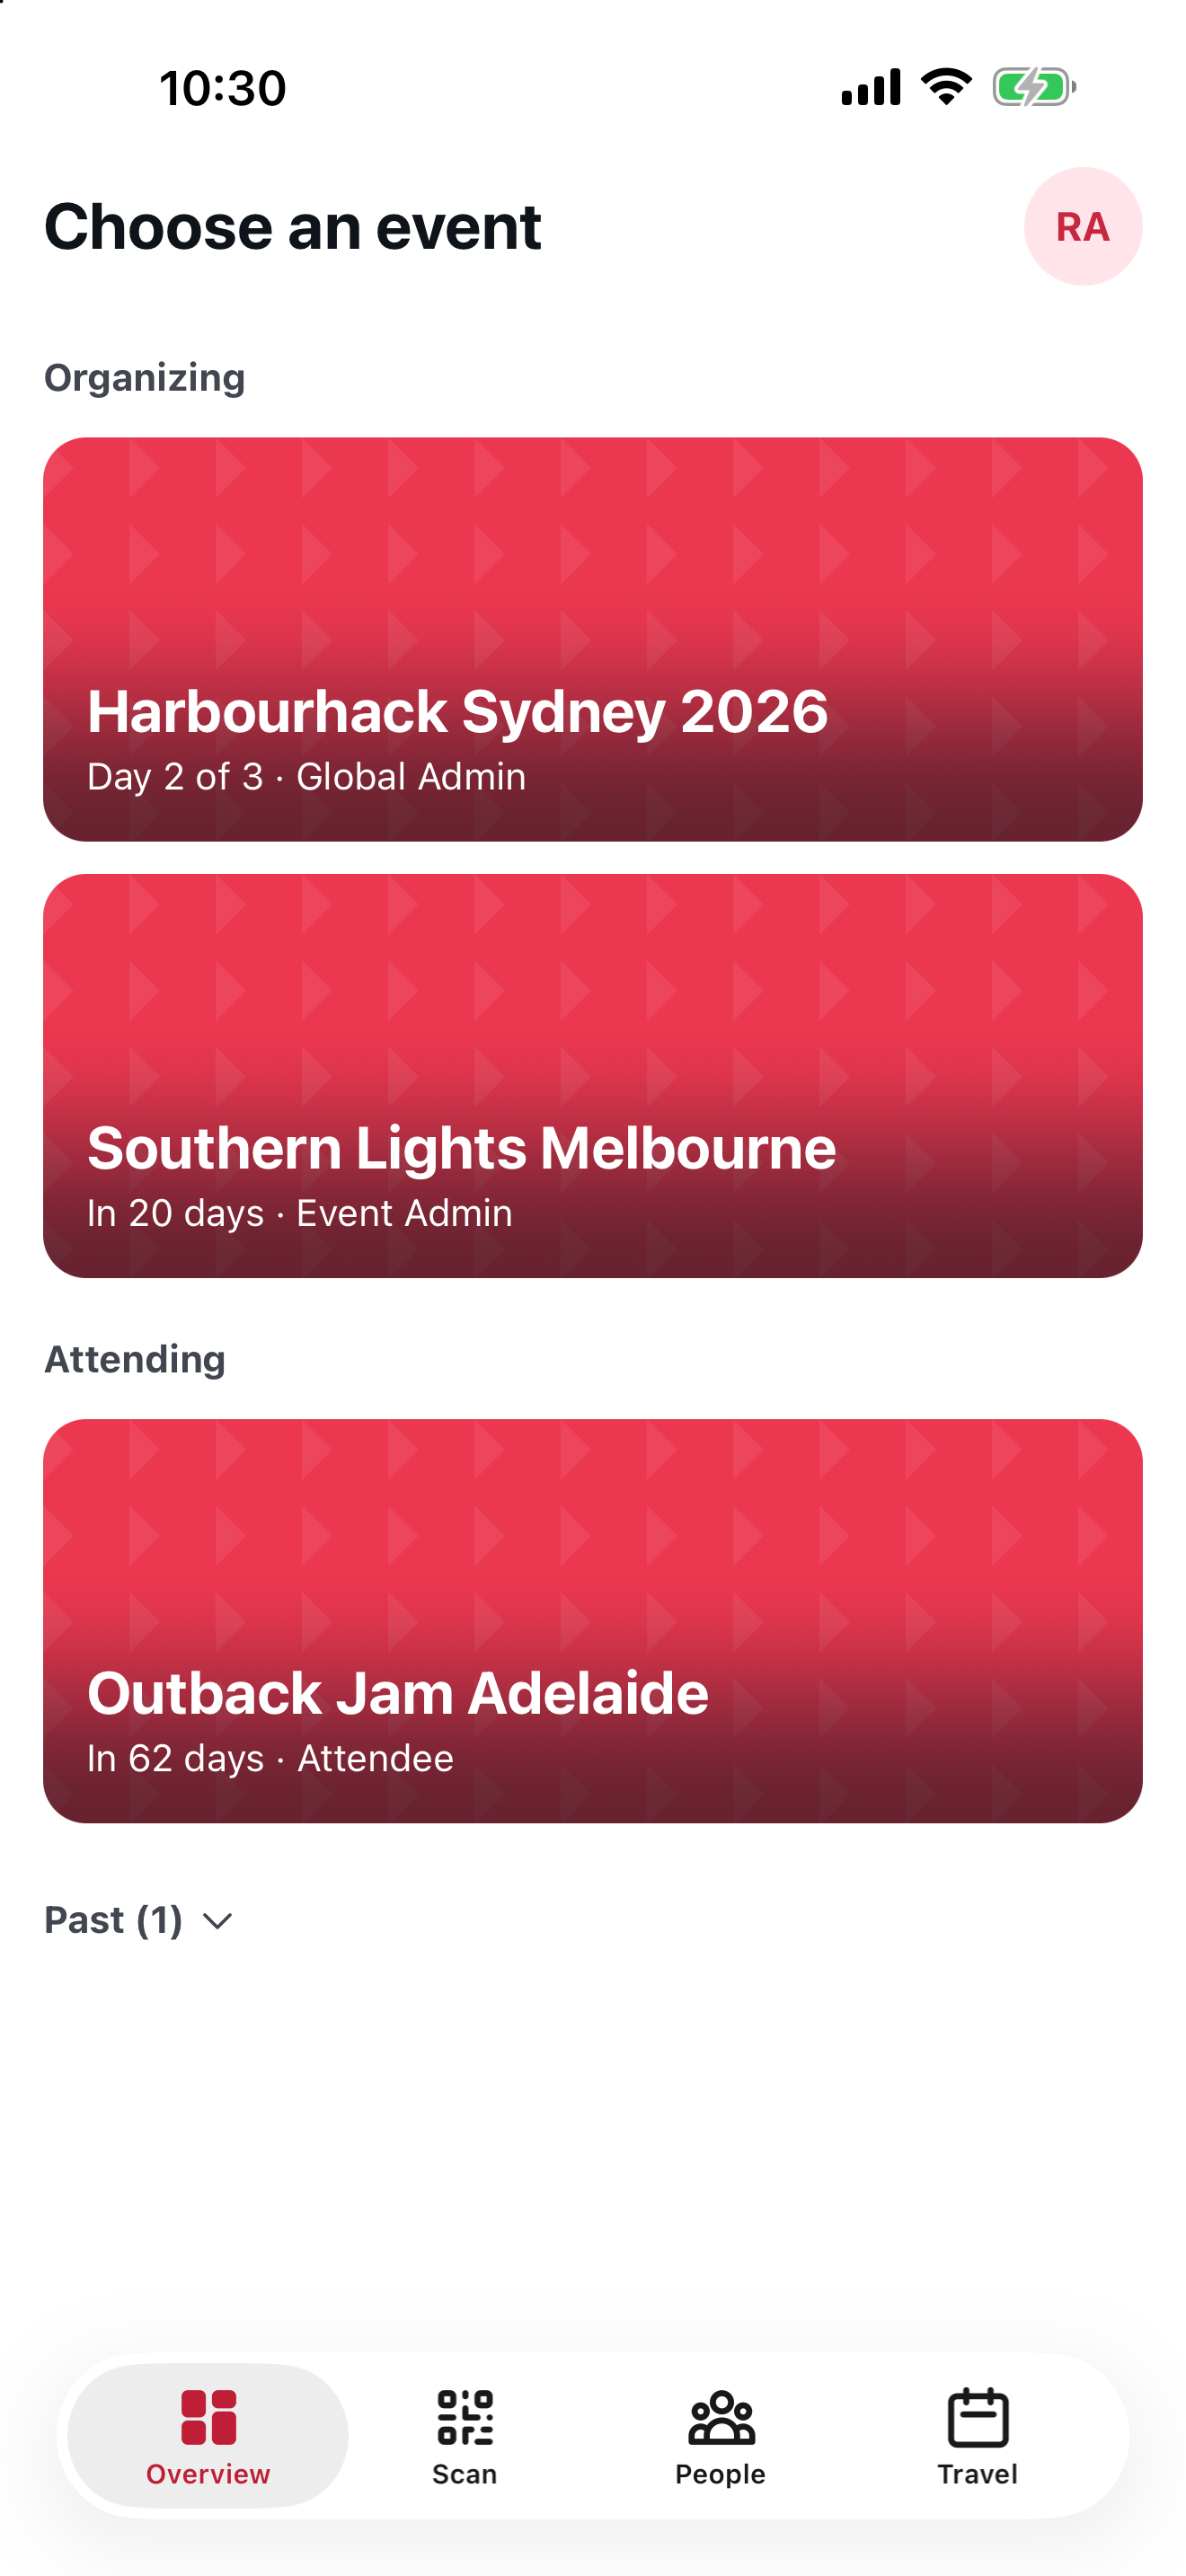 10:30
Choose an event
RA
Organizing
Harbourhack Sydney 2026
Day 2 of 3 · Global Admin
Southern Lights Melbourne
In 20 days · Event Admin
Attending
Outback Jam Adelaide
In 62 days · Attendee
Past (1)
Overview
Scan
People
Travel